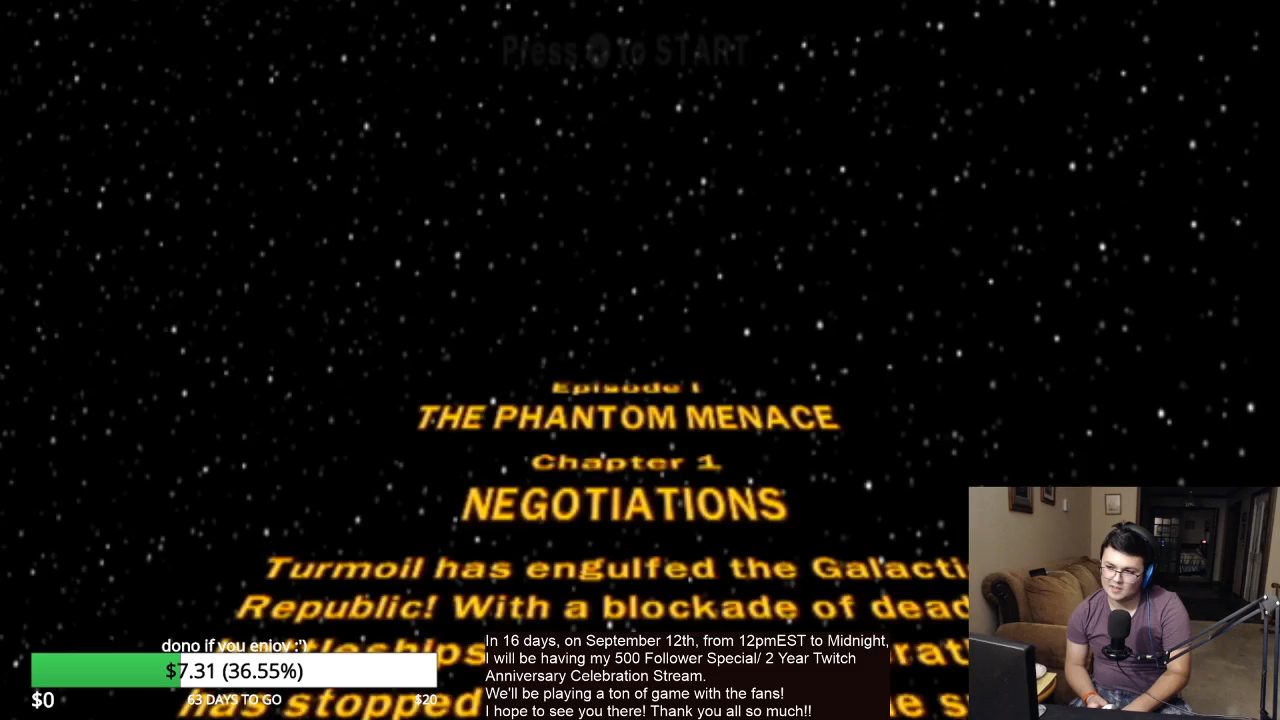 Press to START
Episode I
THE PHANTOM MENACE
Chapter 1
NEGOTIATIONS
Turmoil has engulfed the Galacti
Republic! With a blockade of dead
has stopped
dono if you enjoy :')
$7.31 (36.55%)
$0
63 DAYS TO GO
$20
In 16 days, on September 12th, from 12pmEST to Midnight,
I will be having my 500 Follower Special/ 2 Year Twitch
Anniversary Celebration Stream.
We'll be playing a ton of game with the fans!
I hope to see you there! Thank you all so much!!